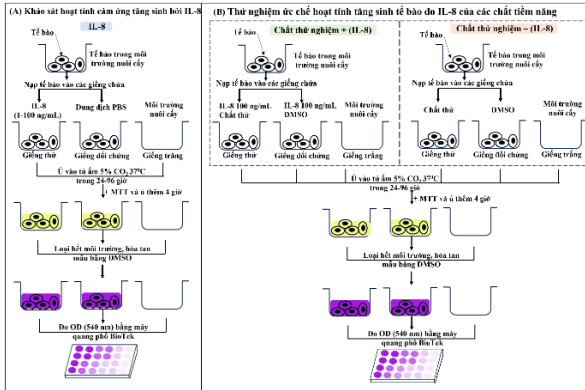 (A) Khảo sát hoạt tính cảm ứng tăng sinh bởi IL-8
IL-8
Tế bào
Tế bào trong môi
trường nuôi cấy
Nạp tế bào vào các giếng chứa
IL-8
(1-100 ng/mL)
Dung dịch PBS
Môi trường
nuôi cấy
Giếng thử
Giếng đối chứng
Giếng trắng
Ủ vào tủ ấm 5% CO₂ 37⁰C
trong 24-96 giờ
+ MTT và ủ thêm 4 giờ
Loại hết môi trường, hòa tan
mẫu bằng DMSO
Đo OD (540 nm) bằng máy
quang phổ BioTek
(B) Thử nghiệm ức chế hoạt tính tăng sinh tế bào do IL-8 của các chất tiềm năng
Chất thử nghiệm + (IL-8)
Tế bào
Tế bào trong môi
trường nuôi cấy
Nạp tế bào vào các giếng chứa
IL-8 100 ng/mL
Chất thử
IL-8 100 ng/mL
DMSO
Môi trường
nuôi cấy
Giếng thử
Giếng đối chứng
Giếng trắng
Chất thử nghiệm – (IL-8)
Tế bào
Tế bào trong môi
trường nuôi cấy
Nạp tế bào vào các giếng chứa
Chất thử
DMSO
Môi trường
nuôi cấy
Giếng thử
Giếng đối chứng
Giếng trắng
Ủ vào tủ ấm 5% CO₂, 37⁰C
trong 24-96 giờ
+ MTT và ủ thêm 4 giờ
Loại hết môi trường, hòa tan
mẫu bằng DMSO
Đo OD (540 nm) bằng máy
quang phổ BioTek